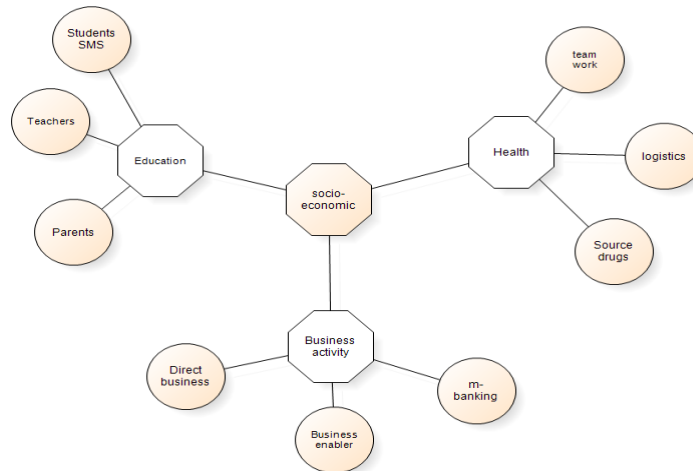 Students
SMS
Teachers
Education
Parents
socio-
economic
team
work
Health
logistics
Source
drugs
Business
activity
Direct
business
Business
enabler
m-
banking